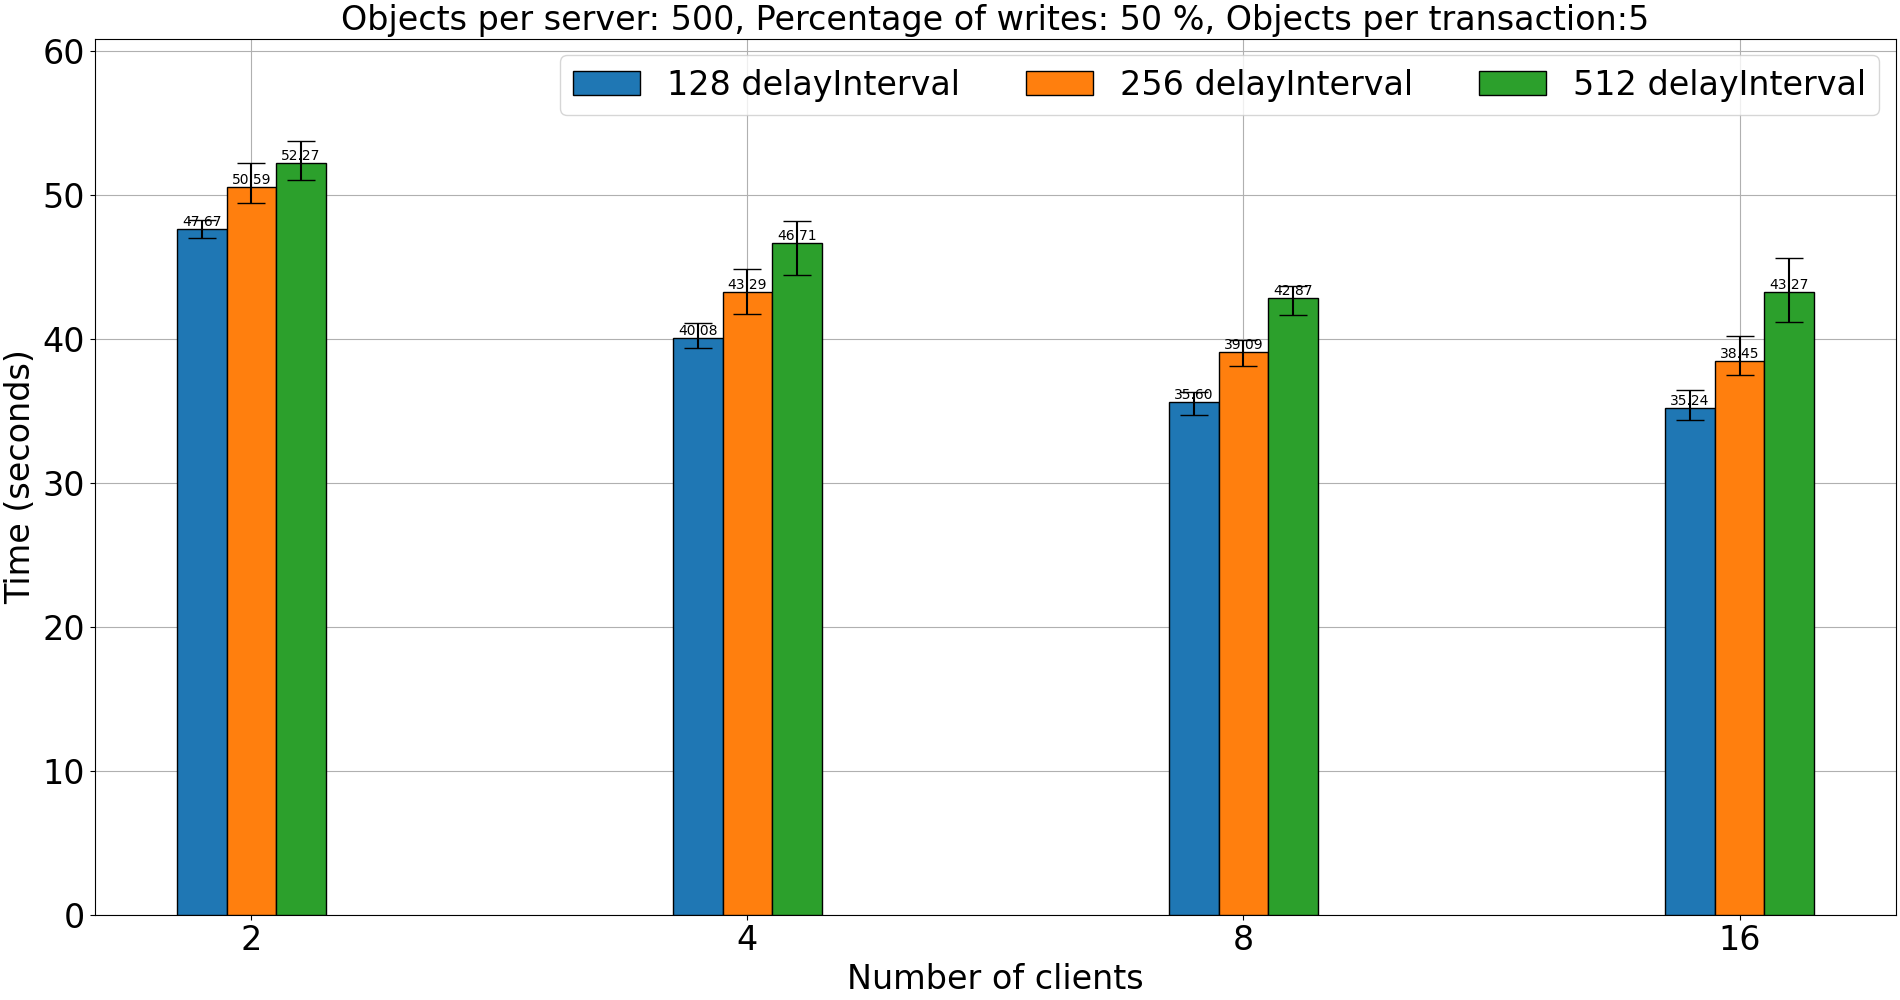 Objects per server: 500, Percentage of writes: 50 %, Objects per transaction:5
128 delayInterval 256 delayInterval 512 delayInterval
Time (seconds)
60
50
40
30
20
10
0
47.67 50.59 52.27
40.08 43.29 46.71
35.60 39.09 42.87
35.24 38.45 43.27
2 4 8 16
Number of clients